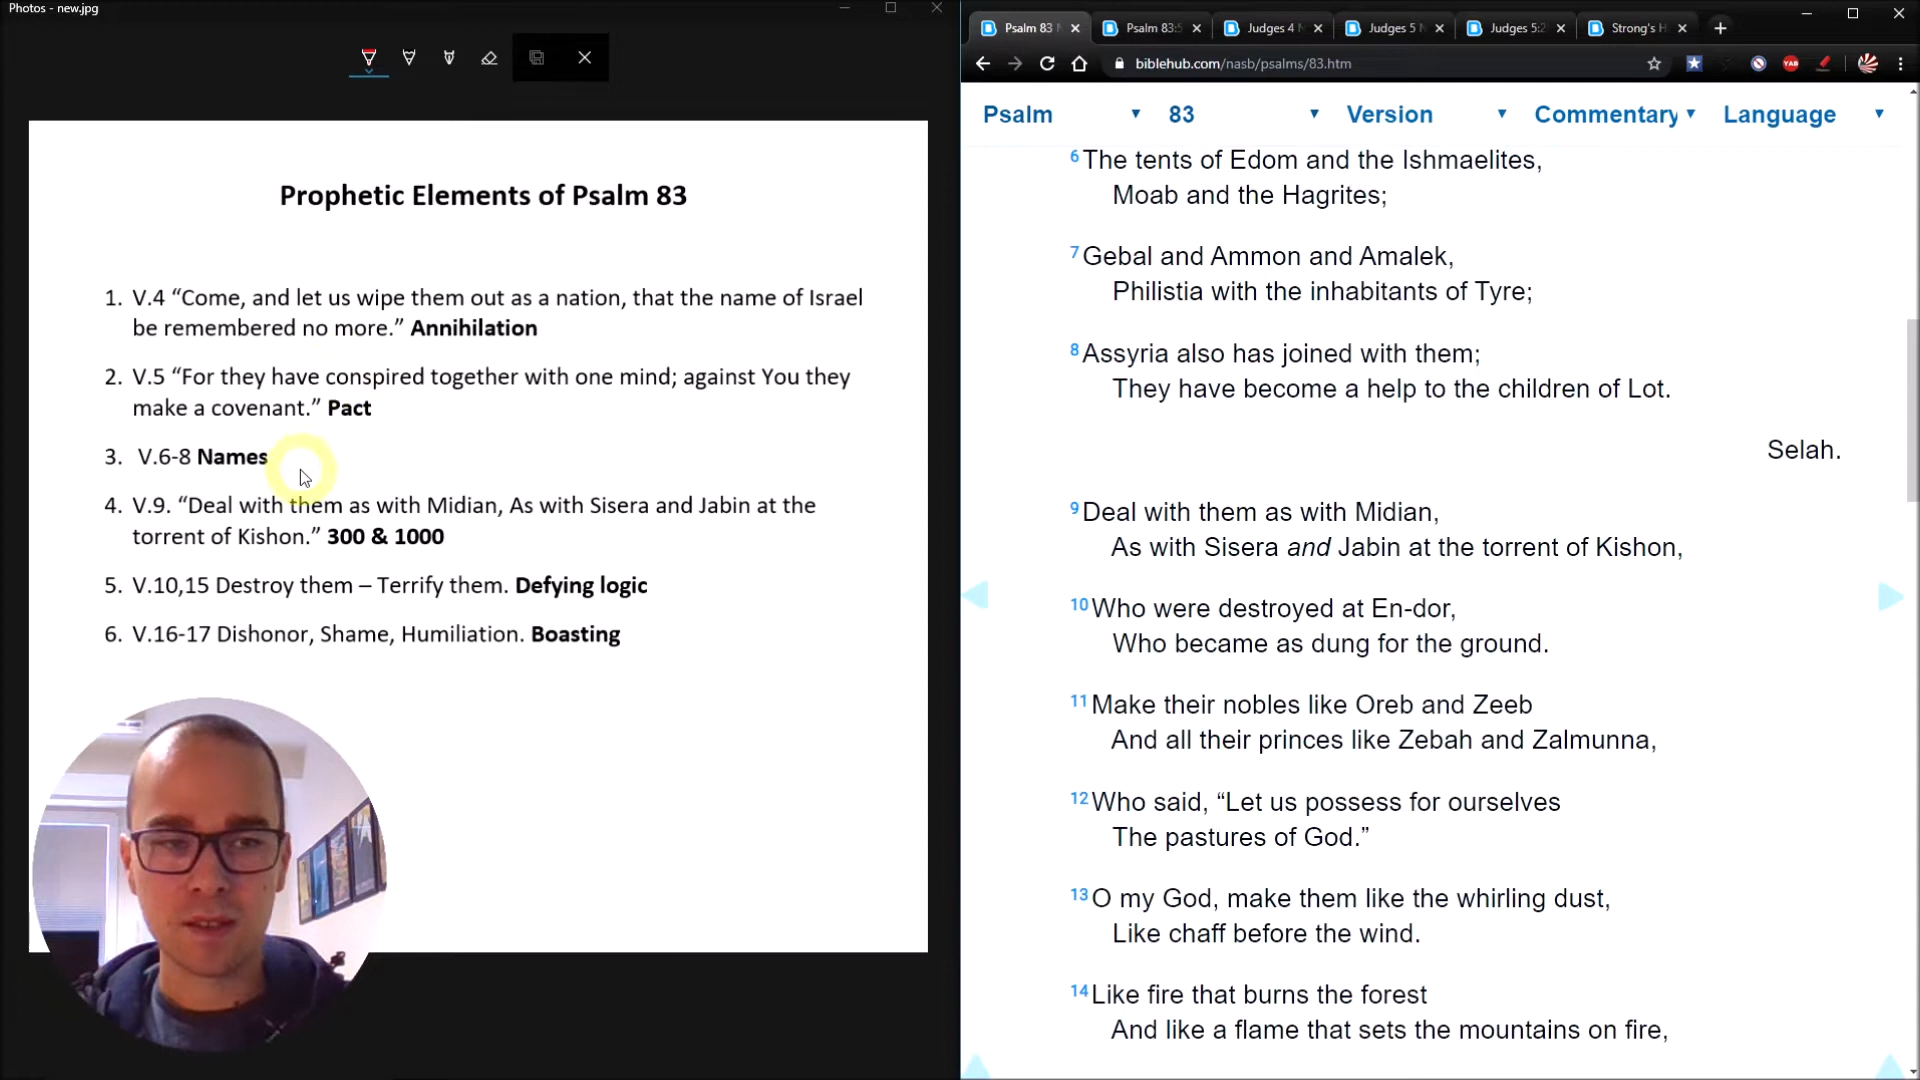 Photos - new.jpg
Prophetic Elements of Psalm 83
1. V.4 “Come, and let us wipe them out as a nation, that the name of Israel
be remembered no more.” Annihilation
2. V.5 “For they have conspired together with one mind; against You they
make a covenant.” Pact
3. V.6-8 Names
4. V.9. “Deal with them as with Midian, As with Sisera and Jabin at the
torrent of Kishon.” 300 & 1000
5. V.10,15 Destroy them – Terrify them. Defying logic
6. V.16-17 Dishonor, Shame, Humiliation. Boasting
Psalm 83 Psalm 83:5 Judges 4 Judges 5 Judges 5:2 Strong's H
biblehub.com/nasb/psalms/83.htm
Psalm 83 Version Commentary Language
6 The tents of Edom and the Ishmaelites,
Moab and the Hagrites;
7 Gebal and Ammon and Amalek,
Philistia with the inhabitants of Tyre;
8 Assyria also has joined with them;
They have become a help to the children of Lot.
Selah.
9 Deal with them as with Midian,
As with Sisera and Jabin at the torrent of Kishon,
10 Who were destroyed at En-dor,
Who became as dung for the ground.
11 Make their nobles like Oreb and Zeeb
And all their princes like Zebah and Zalmunna,
12 Who said, “Let us possess for ourselves
The pastures of God.”
13 O my God, make them like the whirling dust,
Like chaff before the wind.
14 Like fire that burns the forest
And like a flame that sets the mountains on fire,